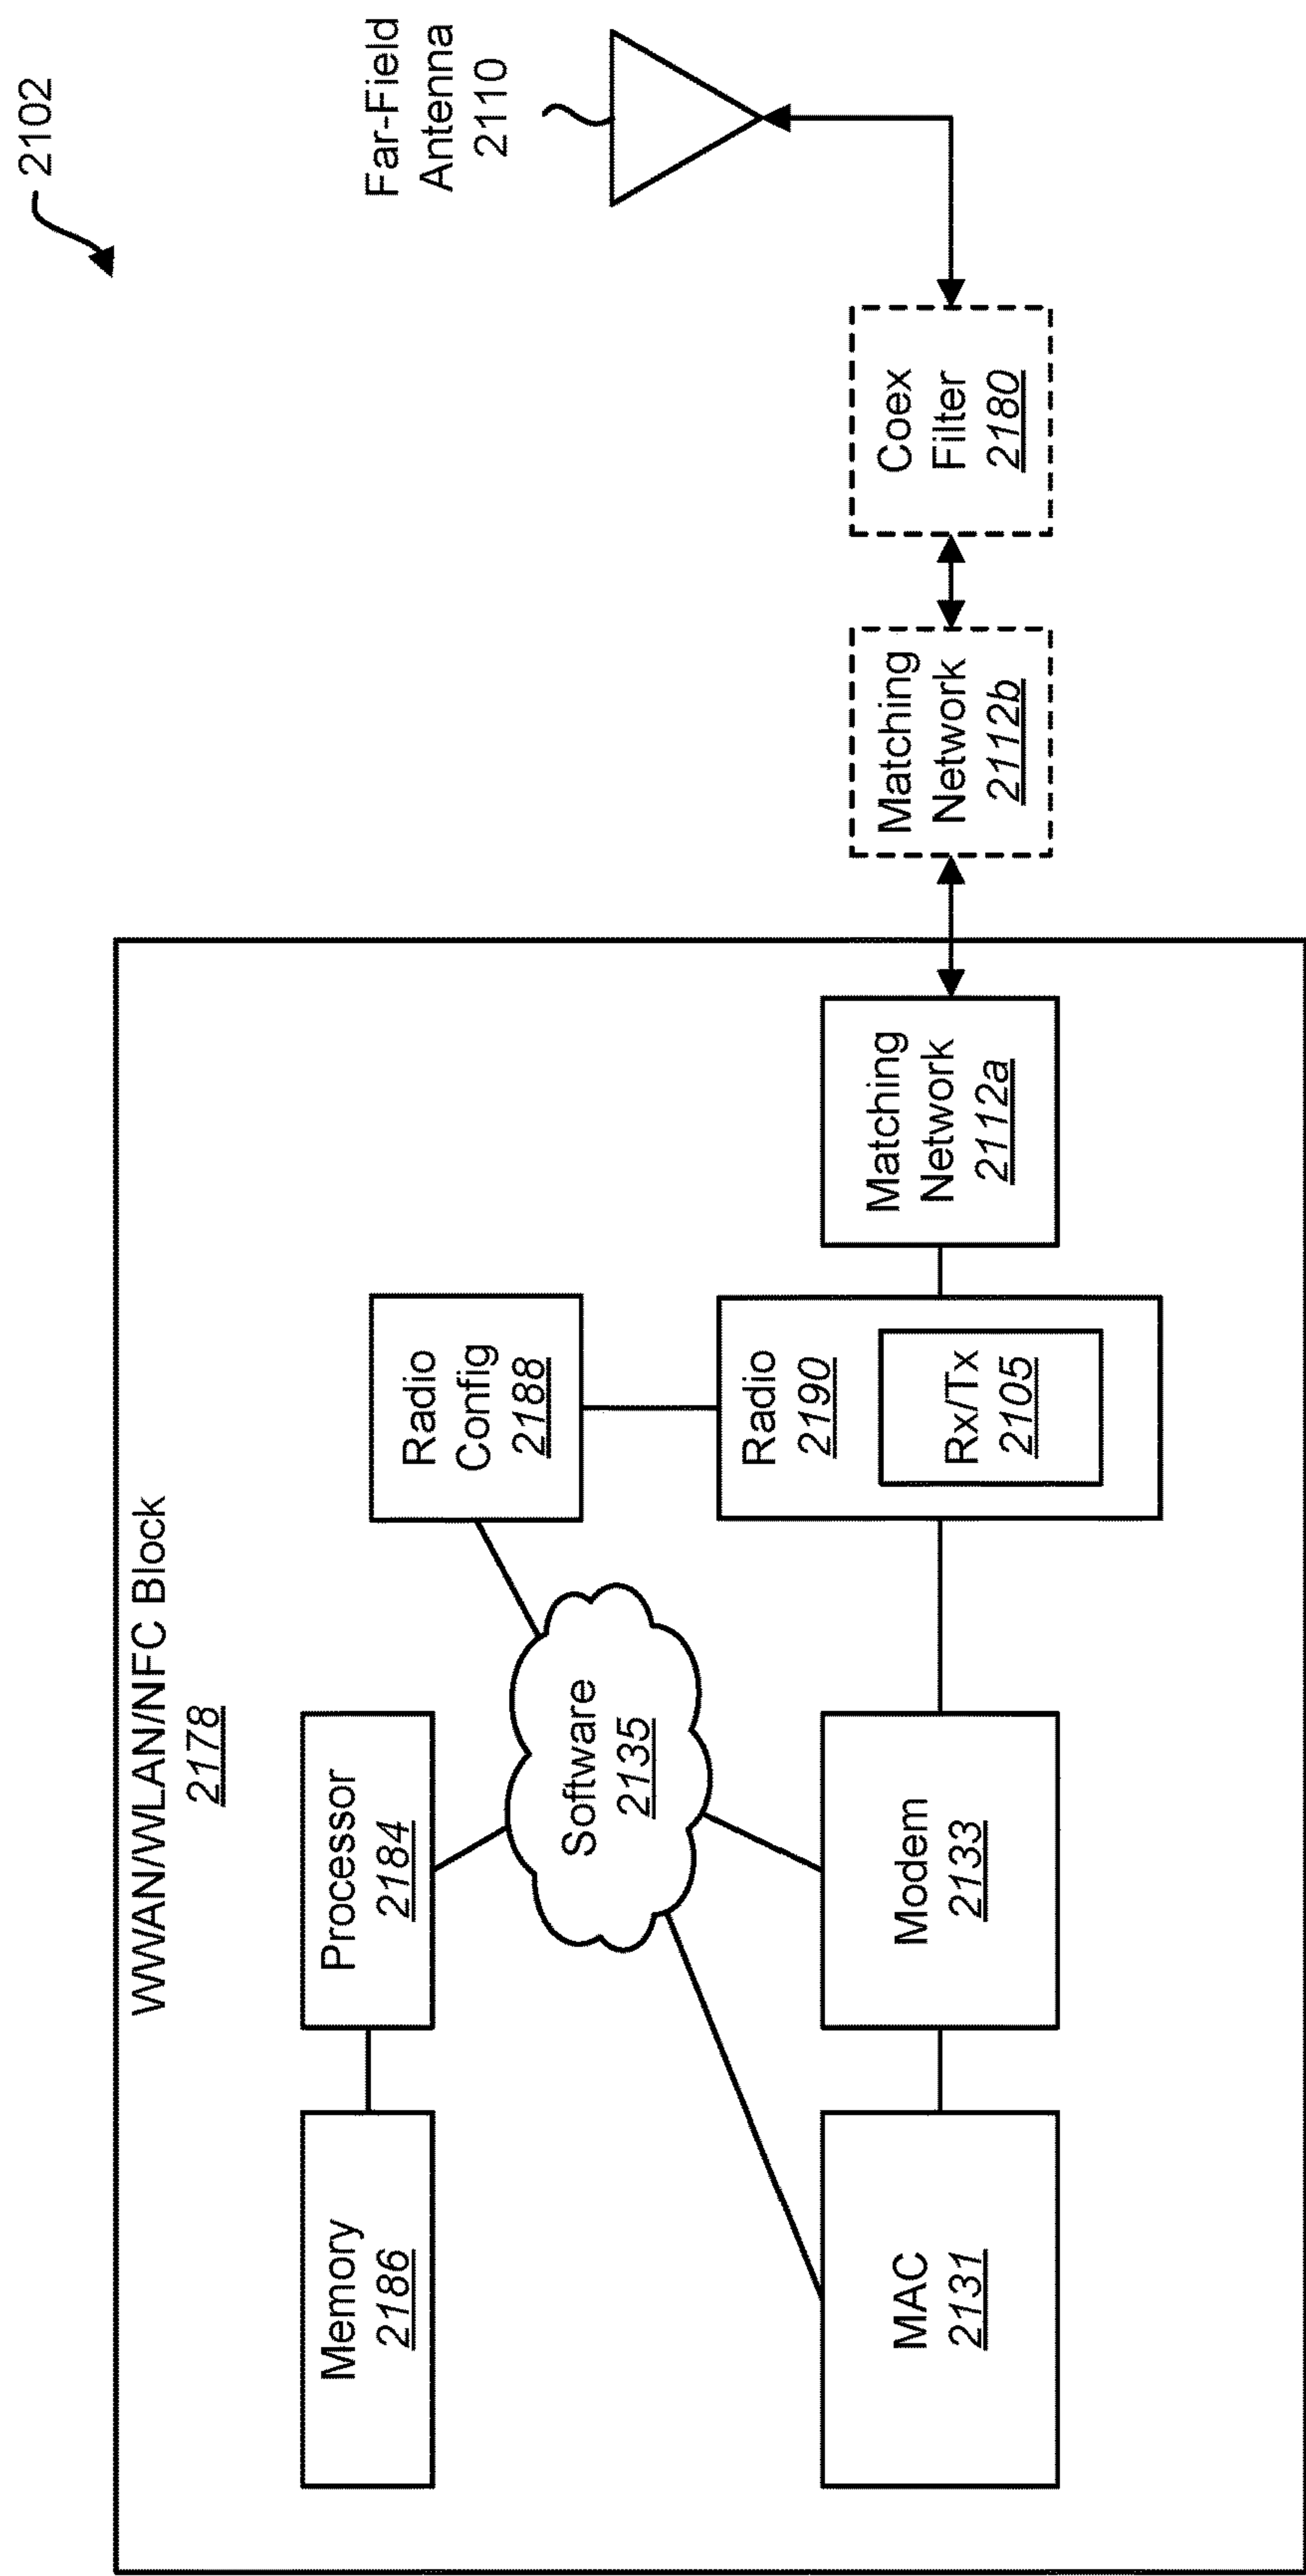 2102
Far-Field
Antenna
2110
WWAN/WLAN/NFC Block
2178
Memory
2186
Processor
2184
Radio
Config
2188
Software
2135
MAC
2131
Modem
2133
Radio
2190
Rx/Tx
2105
Matching
Network
2112a
Matching
Network
2112b
Coex
Filter
2180